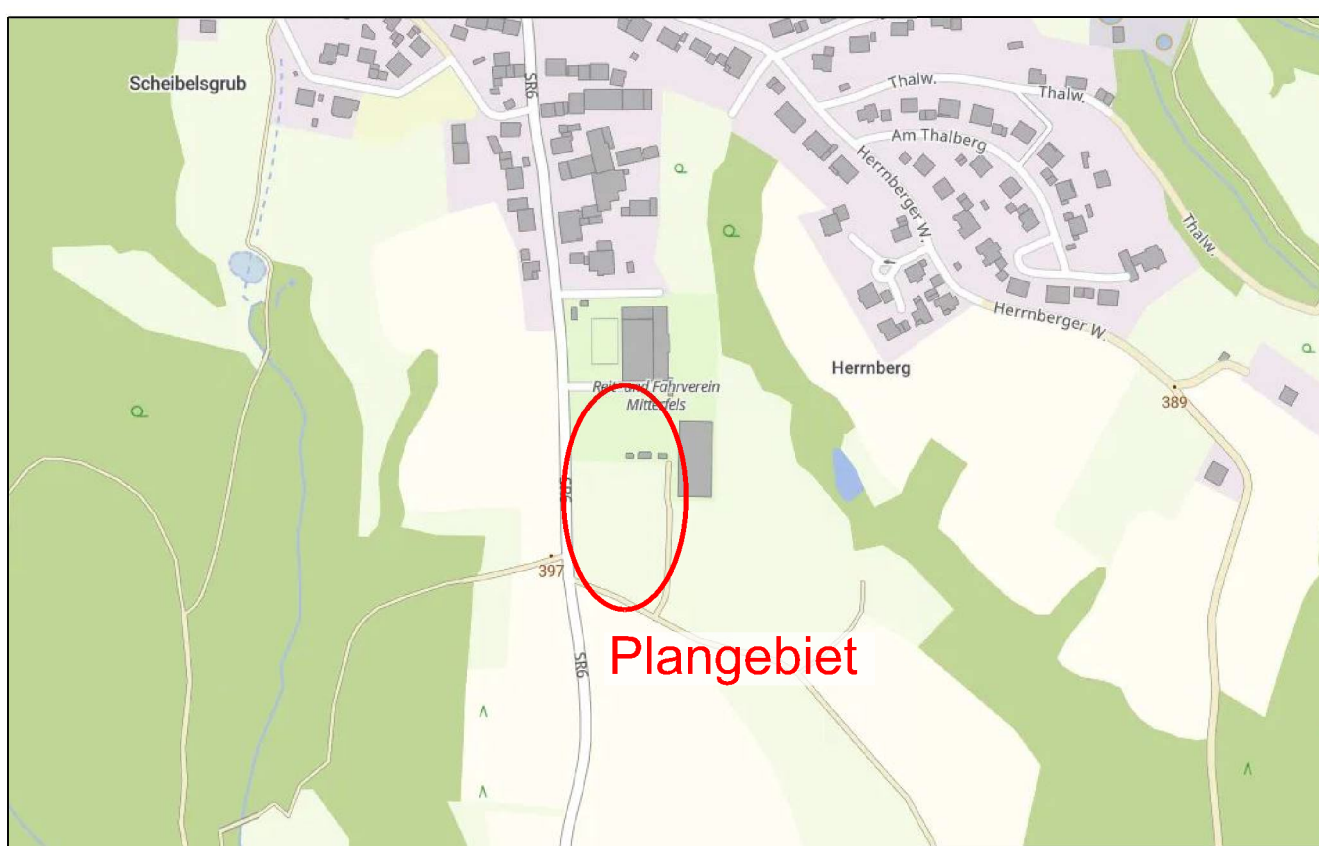 Scheibelsgrub
SR6
Thalw.
Thalw.
Am Thalberg
Herrnberger W.
Thalw.
Herrnberger W.
Herrnberg
Reit- und Fahrverein
Mitterfels
389
SR6
397
Plangebiet
SR6